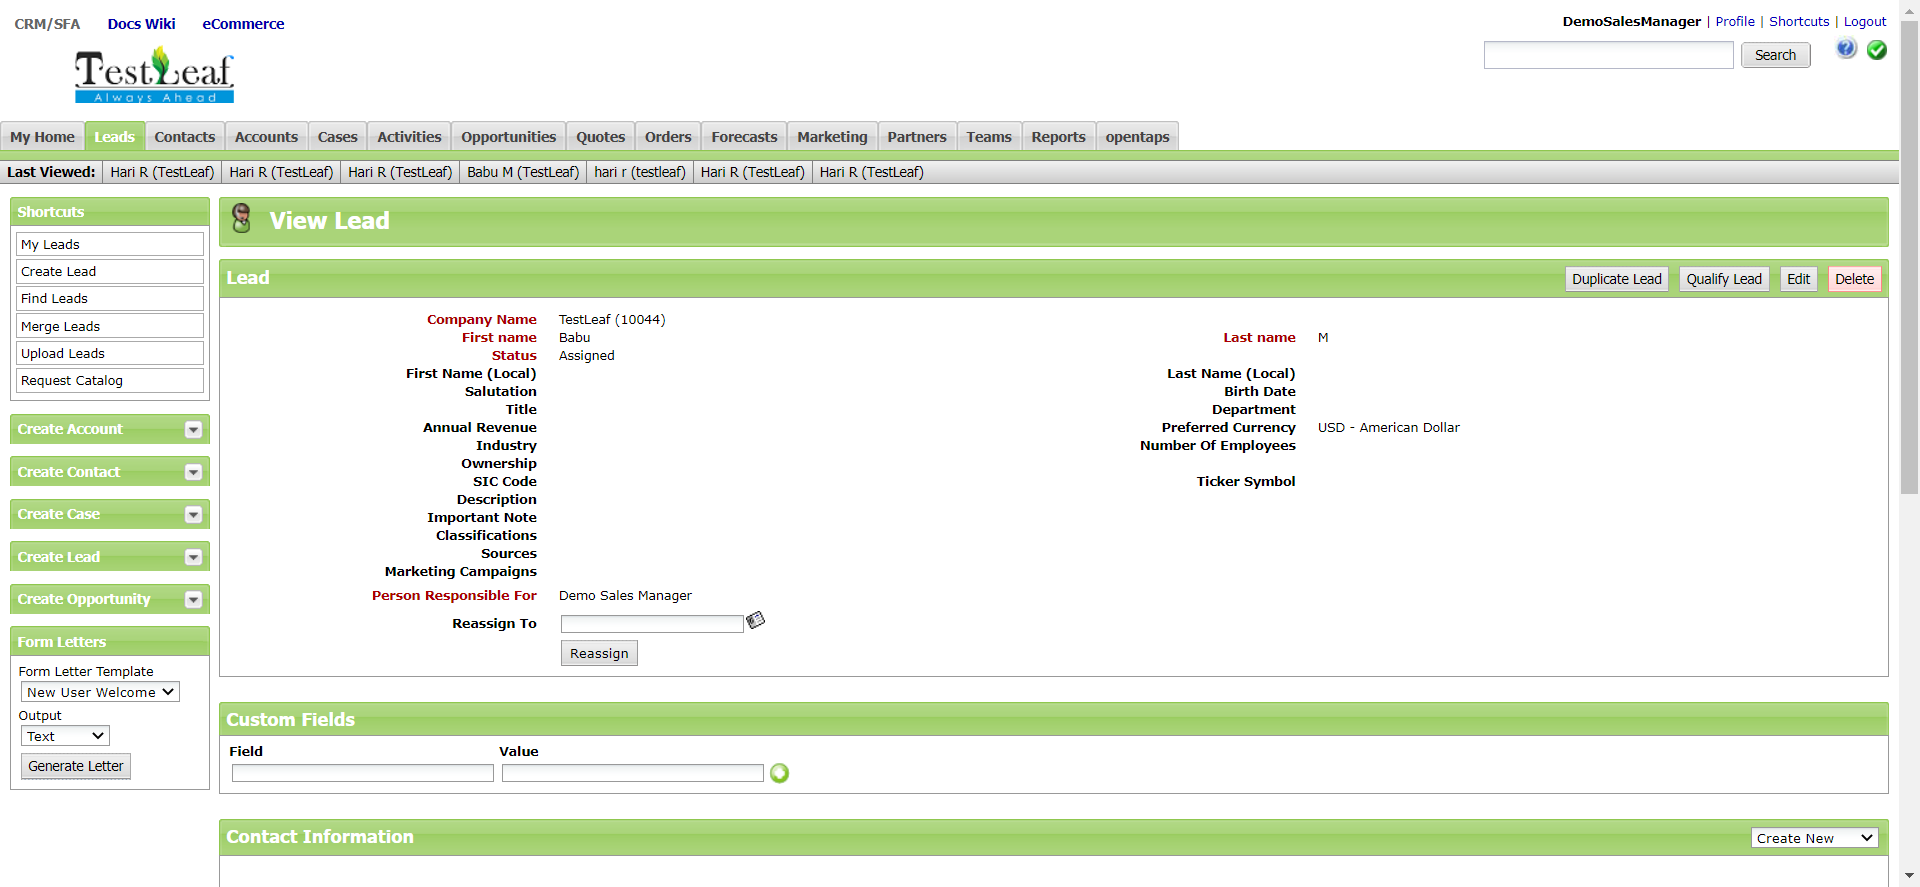 CRM/SFA Docs Wiki eCommerce
DemoSalesManager | Profile | Shortcuts | Logout
TestLeaf
Always Ahead
Search
My Home Leads Contacts Accounts Cases Activities Opportunities Quotes Orders Forecasts Marketing Partners Teams Reports opentaps
Last Viewed: Hari R (TestLeaf) Hari R (TestLeaf) Hari R (TestLeaf) Babu M (TestLeaf) hari r (testleaf) Hari R (TestLeaf) Hari R (TestLeaf)
Shortcuts
My Leads
Create Lead
Find Leads
Merge Leads
Upload Leads
Request Catalog
Create Account
Create Contact
Create Case
Create Lead
Create Opportunity
Form Letters
Form Letter Template
New User Welcome
Output
Text
Generate Letter
View Lead
Lead
Duplicate Lead Qualify Lead Edit Delete
Company Name TestLeaf (10044)
First name Babu Last name M
Status Assigned
First Name (Local) Last Name (Local)
Salutation Birth Date
Title Department
Annual Revenue Preferred Currency USD - American Dollar
Industry Number Of Employees
Ownership
SIC Code Ticker Symbol
Description
Important Note
Classifications
Sources
Marketing Campaigns
Person Responsible For Demo Sales Manager
Reassign To
Reassign
Custom Fields
Field Value
Contact Information
Create New